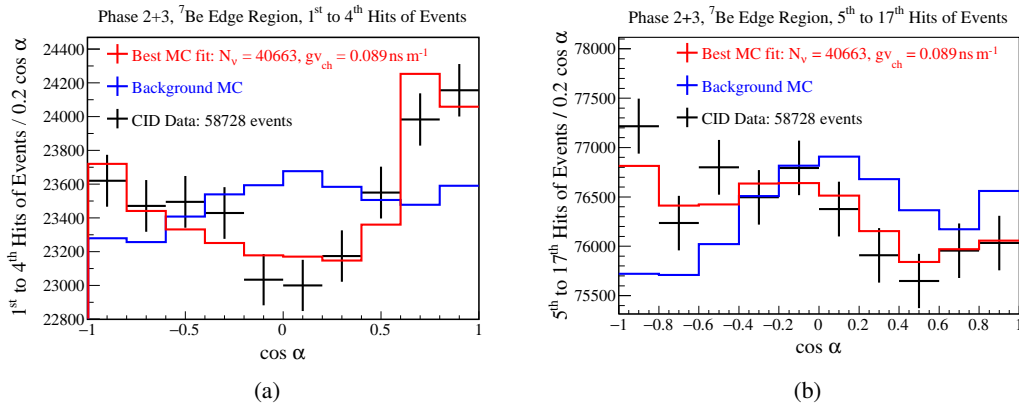 Phase 2+3, ⁷Be Edge Region, 1ˢᵗ to 4ᵗʰ Hits of Events
1ˢᵗ to 4ᵗʰ Hits of Events / 0.2 cos α
24400
24200
24000
23800
23600
23400
23200
23000
22800
Best MC fit: Nᵥ = 40663, gv_ch = 0.089 ns m⁻¹
Background MC
CID Data: 58728 events
−1 −0.5 0 0.5 1
cos α
(a)
Phase 2+3, ⁷Be Edge Region, 5ᵗʰ to 17ᵗʰ Hits of Events
5ᵗʰ to 17ᵗʰ Hits of Events / 0.2 cos α
78000
77500
77000
76500
76000
75500
Best MC fit: Nᵥ = 40663, gv_ch = 0.089 ns m⁻¹
Background MC
CID Data: 58728 events
−1 −0.8 −0.6 −0.4 −0.2 0 0.2 0.4 0.6 0.8 1
cos α
(b)